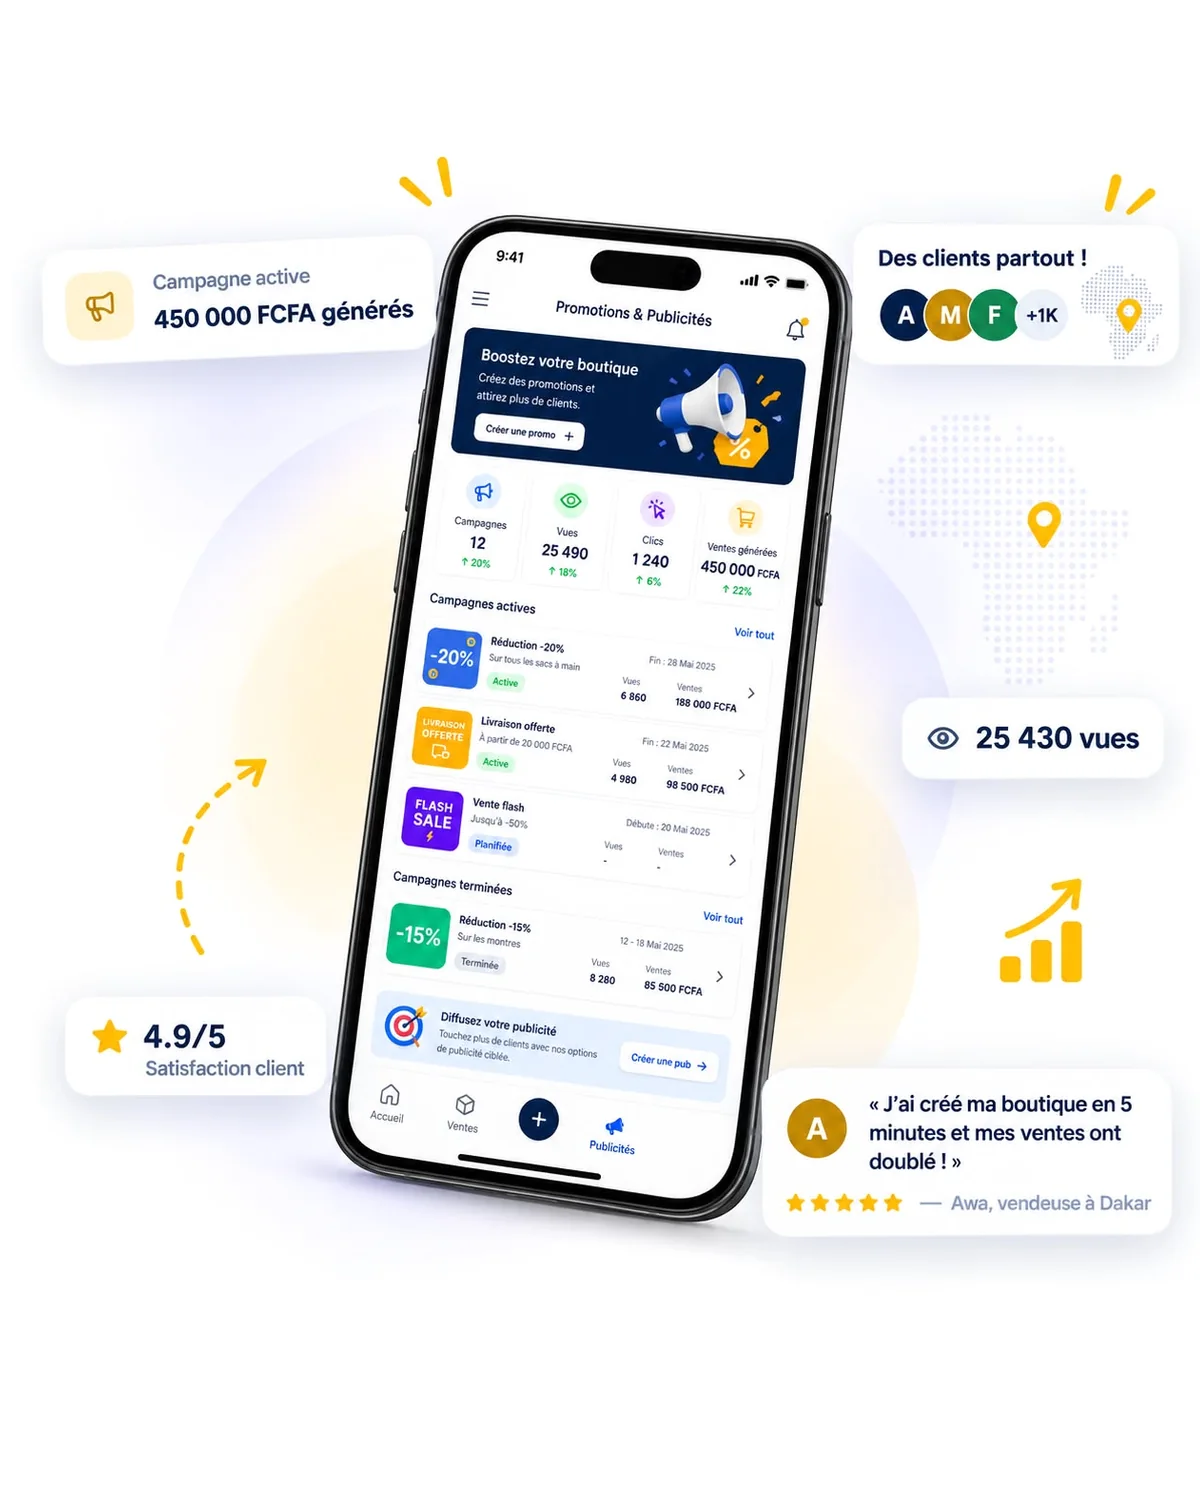 Campagne active
450 000 FCFA générés
Des clients partout !
A M F +1K
9:41
Promotions & Publicités
Boostez votre boutique
Créez des promotions et
attirez plus de clients.
Créer une promo +
%
Campagnes
12
↑ 20%
Vues
25 490
↑ 18%
Clics
1 240
↑ 6%
Ventes générées
450 000 FCFA
↑ 22%
Campagnes actives
Voir tout
-20%
Réduction -20%
Sur tous les sacs à main
Active
Fin : 28 Mai 2025
Vues
6 860
Ventes
188 000 FCFA
LIVRAISON
OFFERTE
Livraison offerte
À partir de 20 000 FCFA
Active
Fin : 22 Mai 2025
Vues
4 980
Ventes
98 500 FCFA
FLASH
SALE
Vente flash
Jusqu'à -50%
Planifiée
Débute : 20 Mai 2025
Vues
-
Ventes
-
Campagnes terminées
Voir tout
-15%
Réduction -15%
Sur les montres
Terminée
12 - 18 Mai 2025
Vues
8 280
Ventes
85 500 FCFA
Diffusez votre publicité
Touchez plus de clients avec nos options
de publicité ciblée.
Créer une pub →
Accueil
Ventes
+
Publicités
25 430 vues
4.9/5
Satisfaction client
A
« J'ai créé ma boutique en 5
minutes et mes ventes ont
doublé ! »
— Awa, vendeuse à Dakar